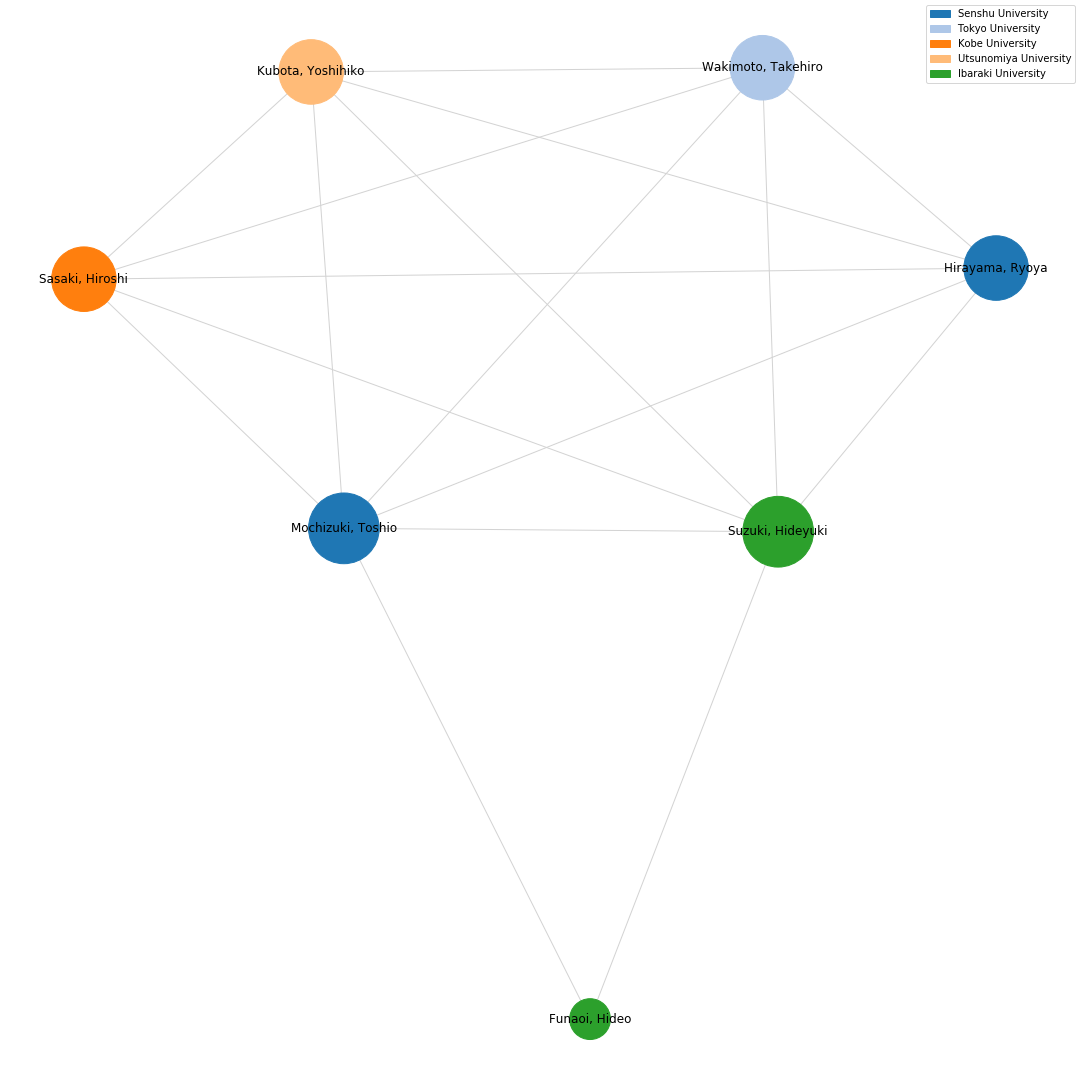 Senshu University
Tokyo University
Kobe University
Utsunomiya University
Ibaraki University
Kubota, Yoshihiko
Wakimoto, Takehiro
Sasaki, Hiroshi
Hirayama, Ryoya
Mochizuki, Toshio
Suzuki, Hideyuki
Funaoi, Hideo